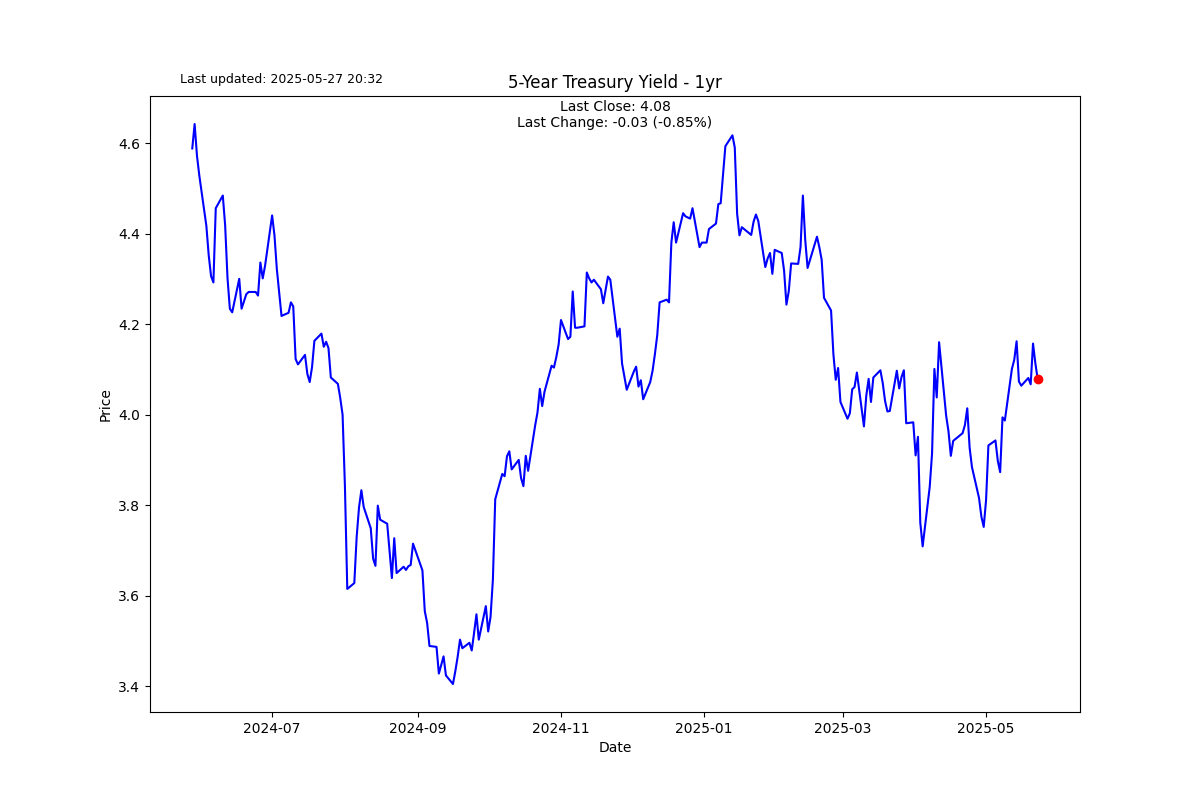 Last updated: 2025-05-27 20:32
5-Year Treasury Yield - 1yr
Last Close: 4.08
Last Change: -0.03 (-0.85%)
Price
4.6
4.4
4.2
4.0
3.8
3.6
3.4
2024-07
2024-09
2024-11
2025-01
2025-03
2025-05
Date